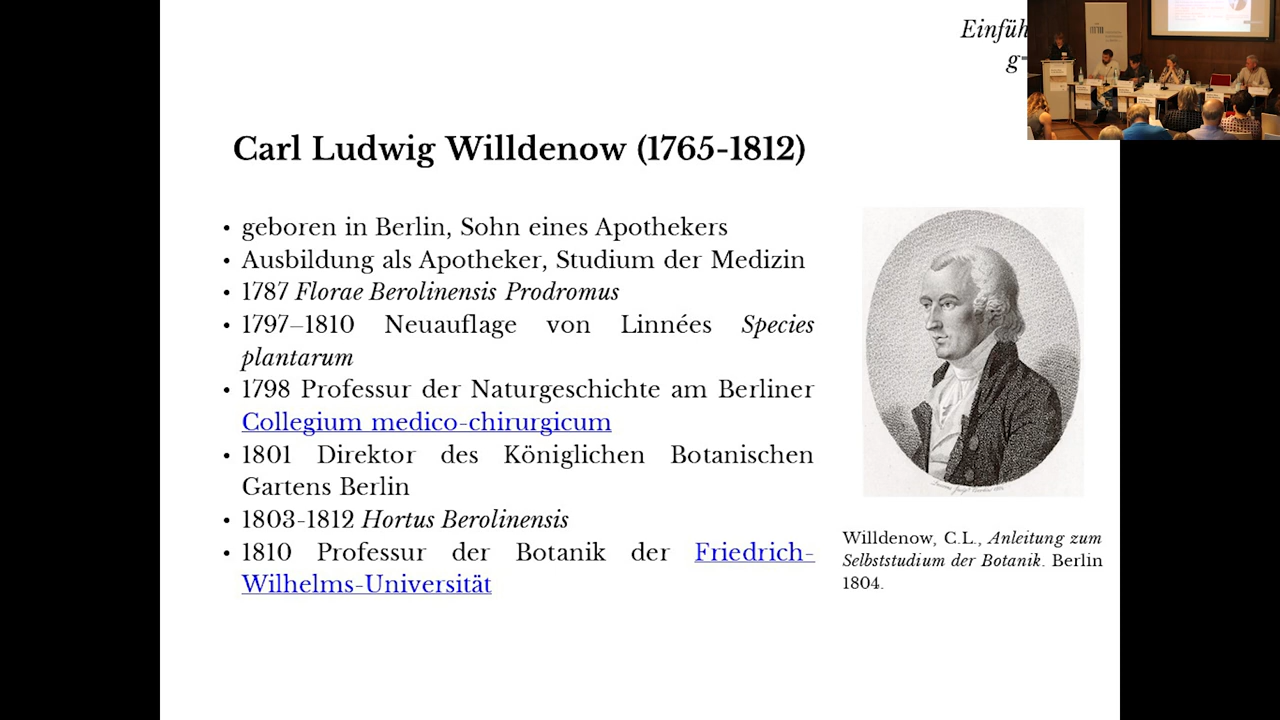 Einfüh
g-
Carl Ludwig Willdenow (1765-1812)
• geboren in Berlin, Sohn eines Apothekers
• Ausbildung als Apotheker, Studium der Medizin
• 1787 Florae Berolinensis Prodromus
• 1797–1810 Neuauflage von Linnées Species
plantarum
• 1798 Professur der Naturgeschichte am Berliner
Collegium medico-chirurgicum
• 1801 Direktor des Königlichen Botanischen
Gartens Berlin
• 1803-1812 Hortus Berolinensis
• 1810 Professur der Botanik der Friedrich-
Wilhelms-Universität
Willdenow, C.L., Anleitung zum
Selbststudium der Botanik. Berlin
1804.